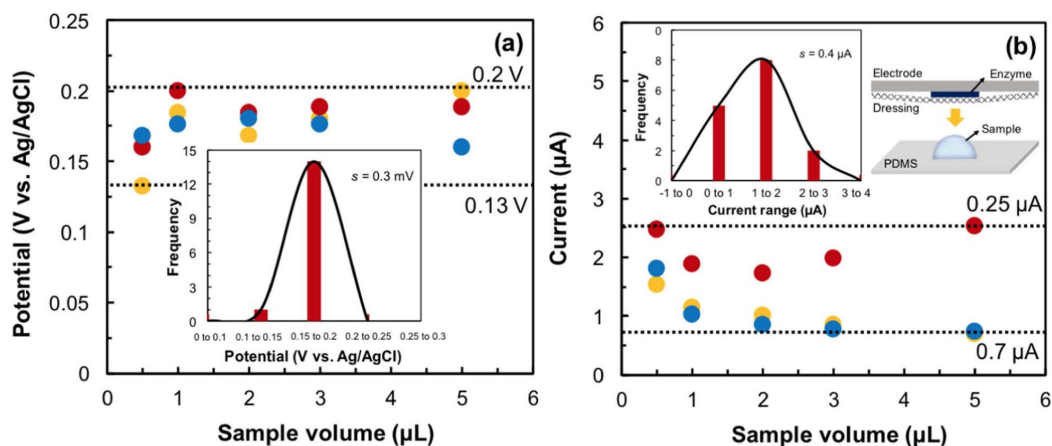 (a)
0.25
0.2
0.15
0.1
0.05
0
Potential (V vs. Ag/AgCl)
0.2 V
0.13 V
15
12
9
6
3
0
Frequency
s = 0.3 mV
0 to 0.1
0.1 to 0.15
0.15 to 0.2
0.2 to 0.25
0.25 to 0.3
Potential (V vs. Ag/AgCl)
0
1
2
3
4
5
6
Sample volume (µL)
(b)
6
5
4
3
2
1
0
Current (µA)
10
8
6
4
2
0
Frequency
s = 0.4 µA
-1 to 0
0 to 1
1 to 2
2 to 3
3 to 4
Current range (µA)
Electrode
Enzyme
Dressing
Sample
PDMS
0.25 µA
0.7 µA
0
1
2
3
4
5
6
Sample volume (µL)